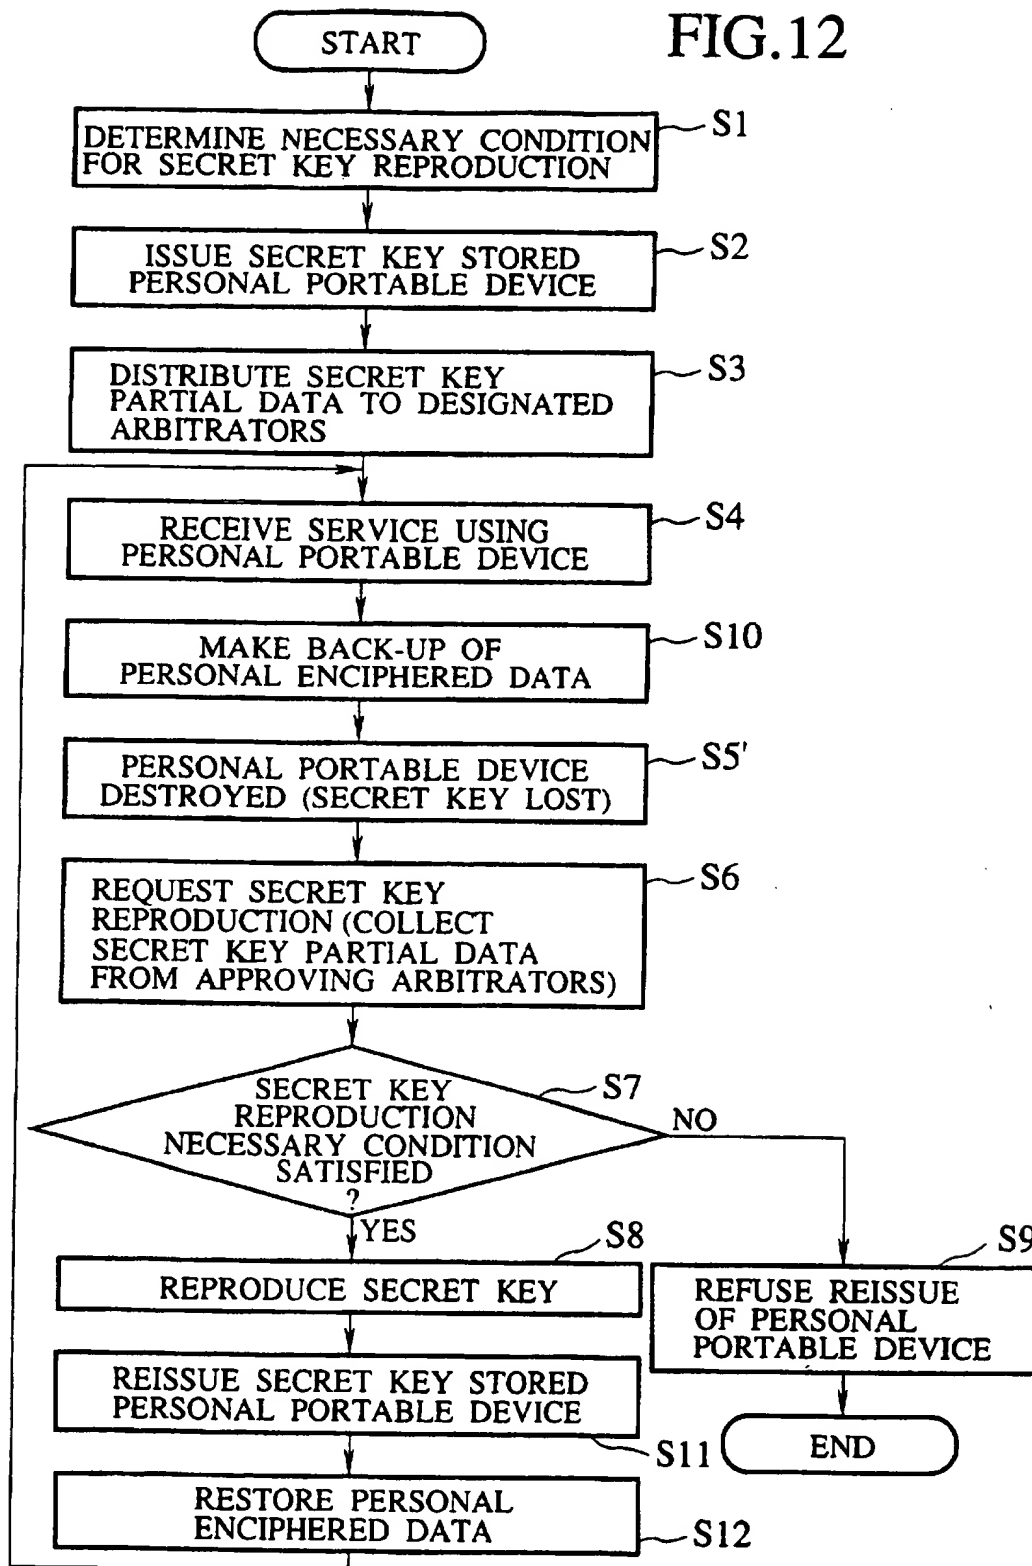 FIG.12
START
S1
DETERMINE NECESSARY CONDITION
FOR SECRET KEY REPRODUCTION
S2
ISSUE SECRET KEY STORED
PERSONAL PORTABLE DEVICE
S3
DISTRIBUTE SECRET KEY
PARTIAL DATA TO DESIGNATED
ARBITRATORS
S4
RECEIVE SERVICE USING
PERSONAL PORTABLE DEVICE
S10
MAKE BACK-UP OF
PERSONAL ENCIPHERED DATA
S5'
PERSONAL PORTABLE DEVICE
DESTROYED (SECRET KEY LOST)
S6
REQUEST SECRET KEY
REPRODUCTION (COLLECT
SECRET KEY PARTIAL DATA
FROM APPROVING ARBITRATORS)
S7
SECRET KEY
REPRODUCTION
NECESSARY CONDITION
SATISFIED
?
NO
YES
S8
REPRODUCE SECRET KEY
S9
REFUSE REISSUE
OF PERSONAL
PORTABLE DEVICE
REISSUE SECRET KEY STORED
PERSONAL PORTABLE DEVICE
S11
END
RESTORE PERSONAL
ENCIPHERED DATA
S12